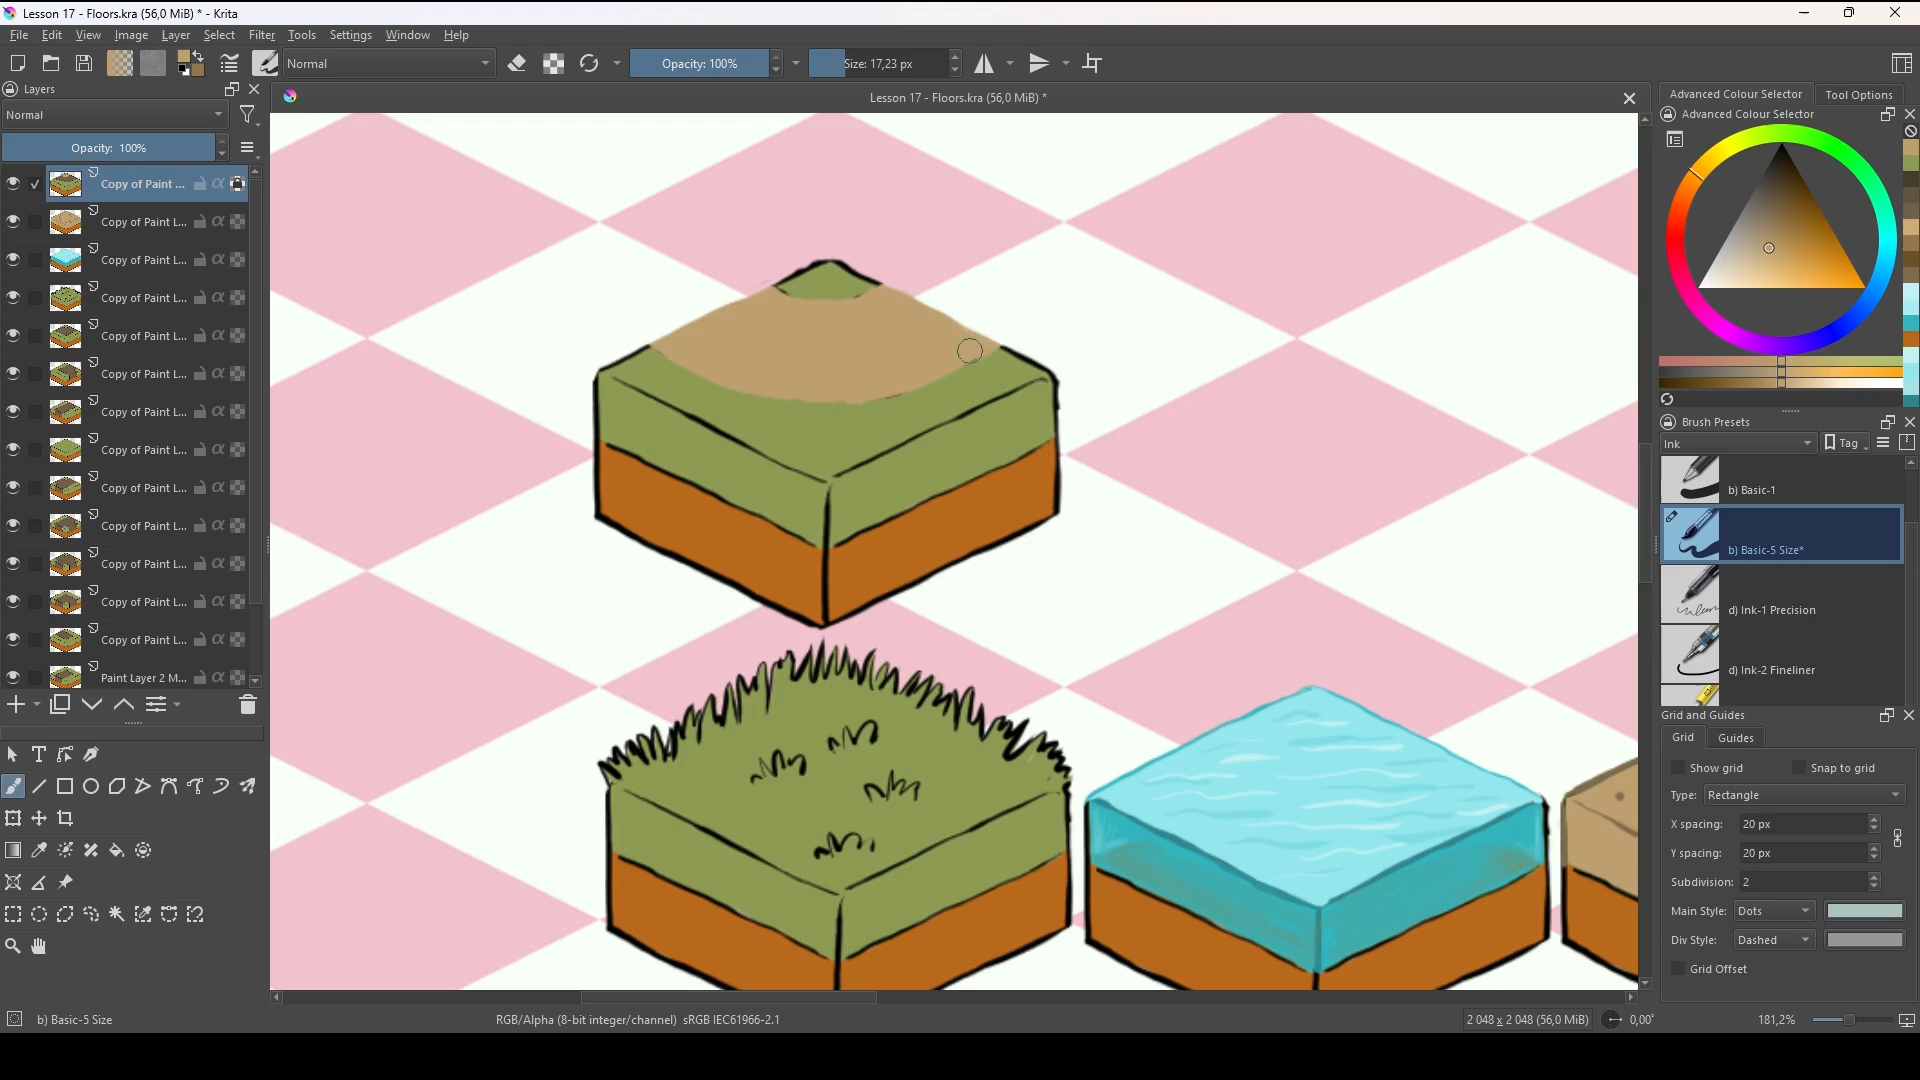 Lesson 17 - Floors.kra (56,0 MiB) * - Krita
File Edit View Image Layer Select Filter Tools Settings Window Help
Normal
Opacity: 100%
Size: 17,23 px
Layers
Lesson 17 - Floors.kra (56,0 MiB) *
Advanced Colour Selector
Tool Options
Advanced Colour Selector
Normal
Opacity: 100%
Copy of Paint ...
Copy of Paint L...
Copy of Paint L...
Copy of Paint L...
Copy of Paint L...
Copy of Paint L...
Copy of Paint L...
Copy of Paint L...
Copy of Paint L...
Copy of Paint L...
Copy of Paint L...
Copy of Paint L...
Copy of Paint L...
Paint Layer 2 M...
Brush Presets
Ink
Tag
b) Basic-1
b) Basic-5 Size*
d) Ink-1 Precision
d) Ink-2 Fineliner
Grid and Guides
Grid
Guides
Show grid
Snap to grid
Type: Rectangle
X spacing: 20 px
Y spacing: 20 px
Subdivision: 2
Main Style: Dots
Div Style: Dashed
Grid Offset
b) Basic-5 Size
RGB/Alpha (8-bit integer/channel) sRGB IEC61966-2.1
2 048 x 2 048 (56,0 MiB)
0,00°
181,2%